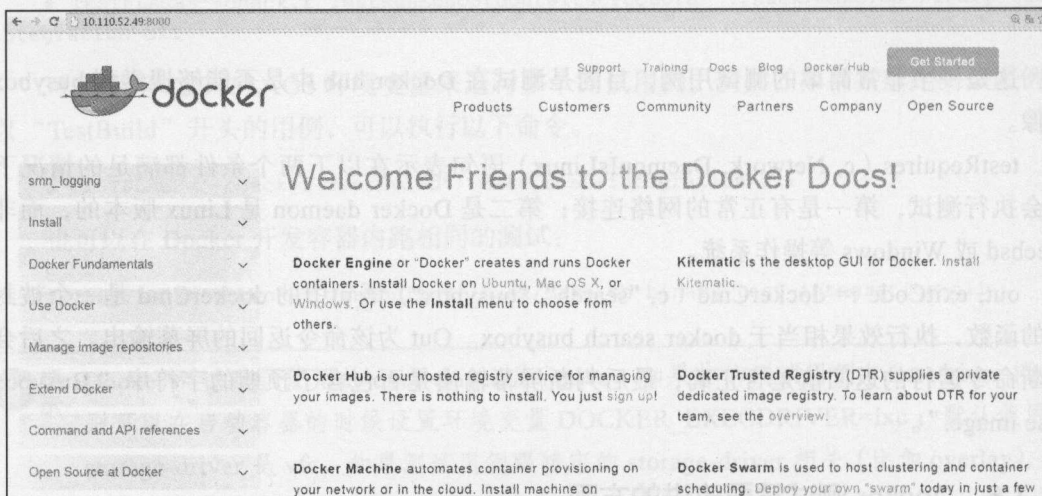 10.110.52.49:8000
Support Training Docs Blog Docker Hub Get Started
docker
Products Customers Community Partners Company Open Source
Welcome Friends to the Docker Docs!
smn_logging
Install
Docker Fundamentals
Use Docker
Manage image repositories
Extend Docker
Command and API references
Open Source at Docker
Docker Engine or "Docker" creates and runs Docker
containers. Install Docker on Ubuntu, Mac OS X, or
Windows. Or use the Install menu to choose from
others.
Kitematic is the desktop GUI for Docker. Install
Kitematic.
Docker Hub is our hosted registry service for managing
your images. There is nothing to install. You just sign up!
Docker Trusted Registry (DTR) supplies a private
dedicated image registry. To learn about DTR for your
team, see the overview.
Docker Machine automates container provisioning on
your network or in the cloud. Install machine on
Docker Swarm is used to host clustering and container
scheduling. Deploy your own "swarm" today in just a few